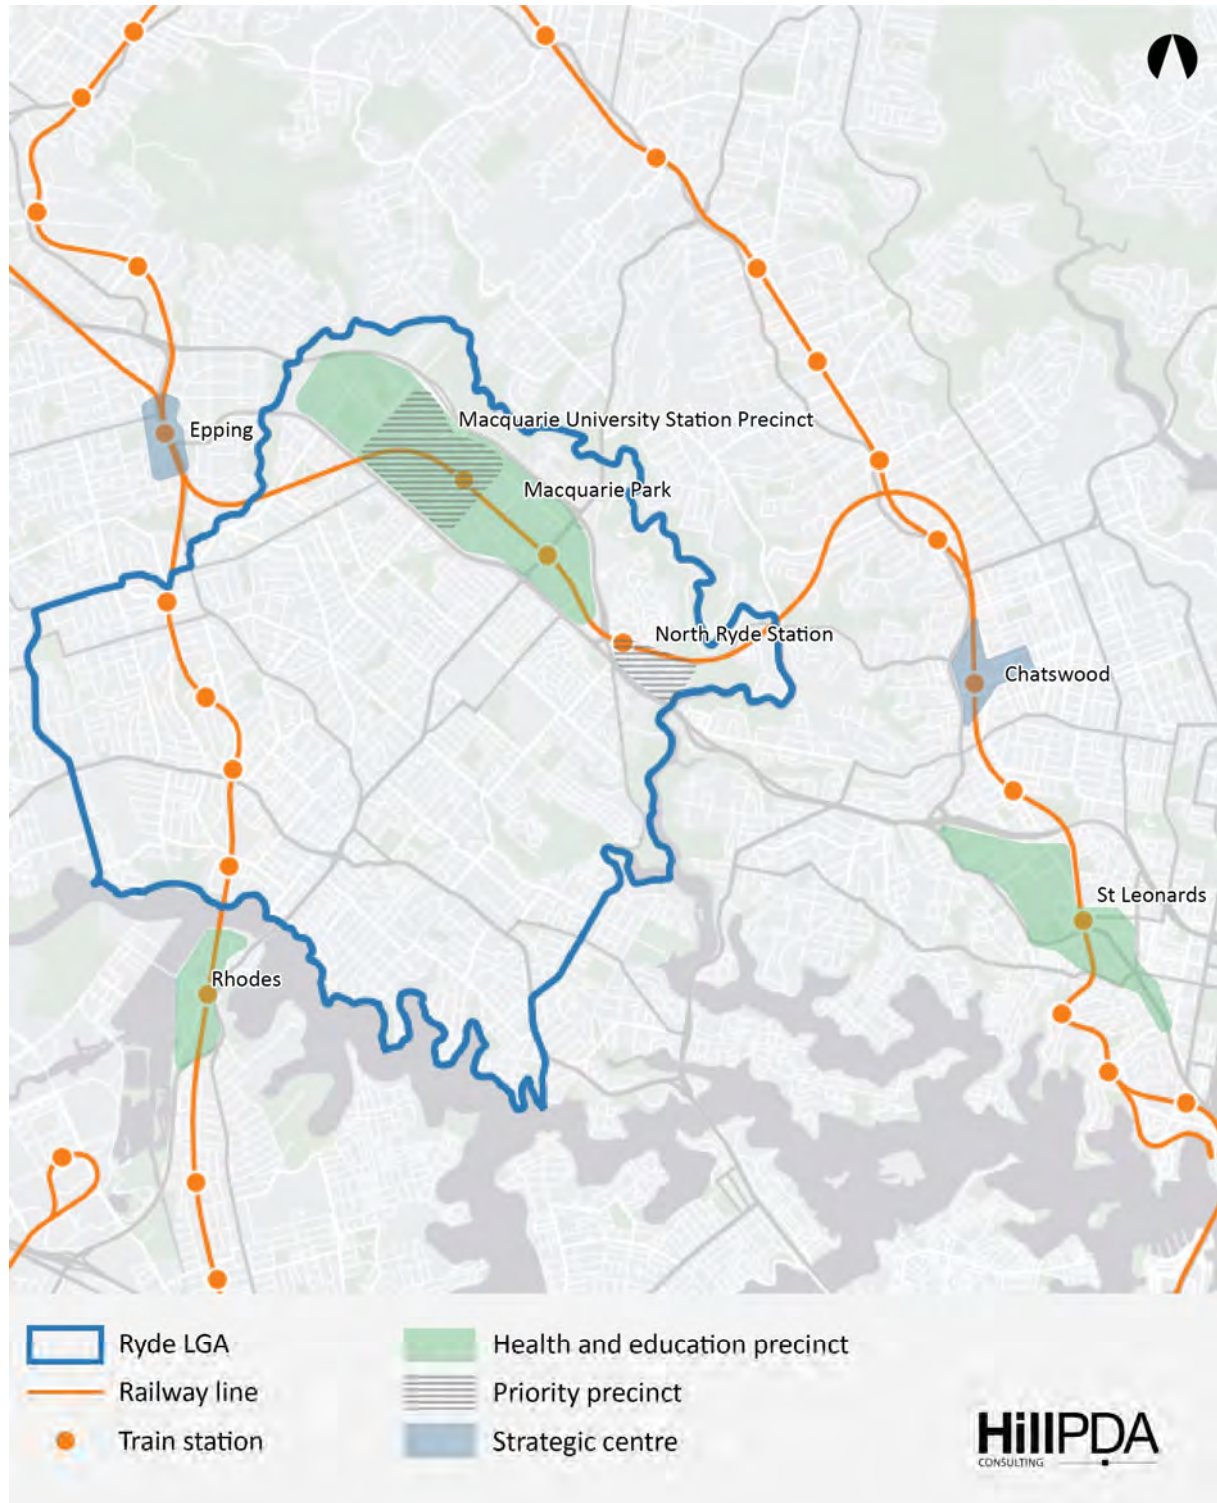 Epping
Macquarie University Station Precinct
Macquarie Park
North Ryde Station
Chatswood
St Leonards
Rhodes
Ryde LGA
Railway line
Train station
Health and education precinct
Priority precinct
Strategic centre
HillPDA
CONSULTING